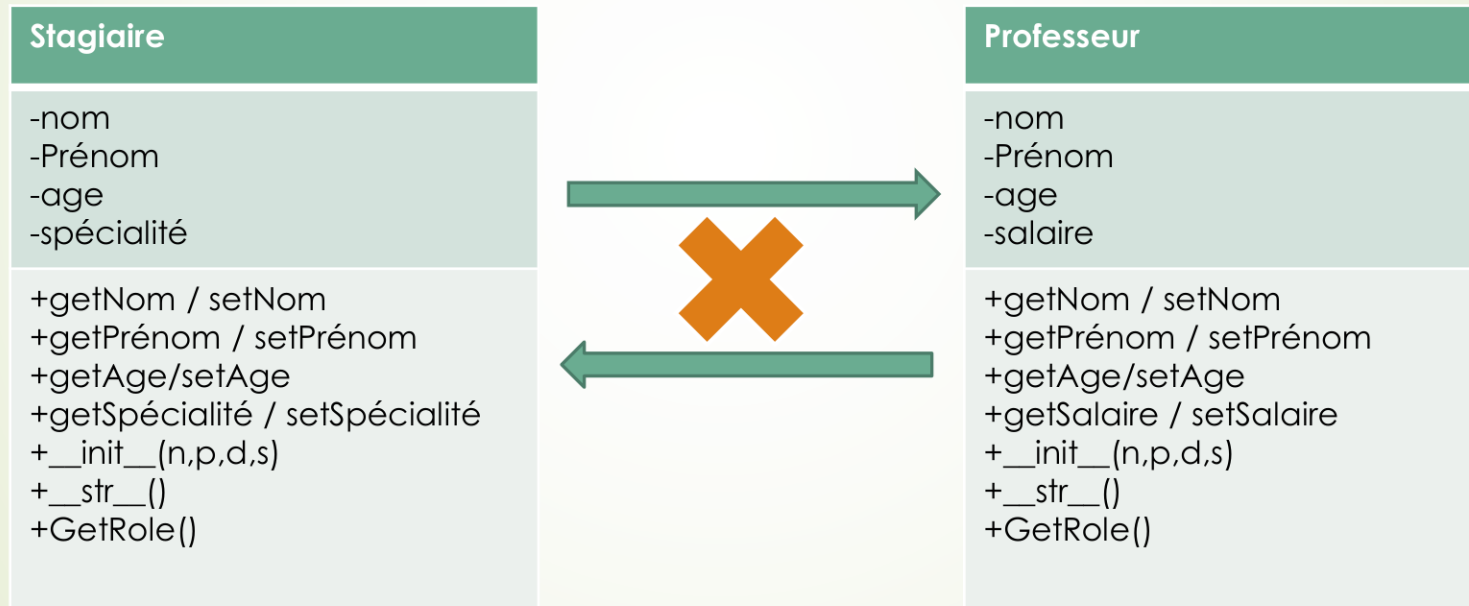 Stagiaire
-nom
-Prénom
-age
-spécialité
+getNom / setNom
+getPrénom / setPrénom
+getAge/setAge
+getSpécialité / setSpécialité
+__init__(n,p,d,s)
+__str__()
+GetRole()
Professeur
-nom
-Prénom
-age
-salaire
+getNom / setNom
+getPrénom / setPrénom
+getAge/setAge
+getSalaire / setSalaire
+__init__(n,p,d,s)
+__str__()
+GetRole()